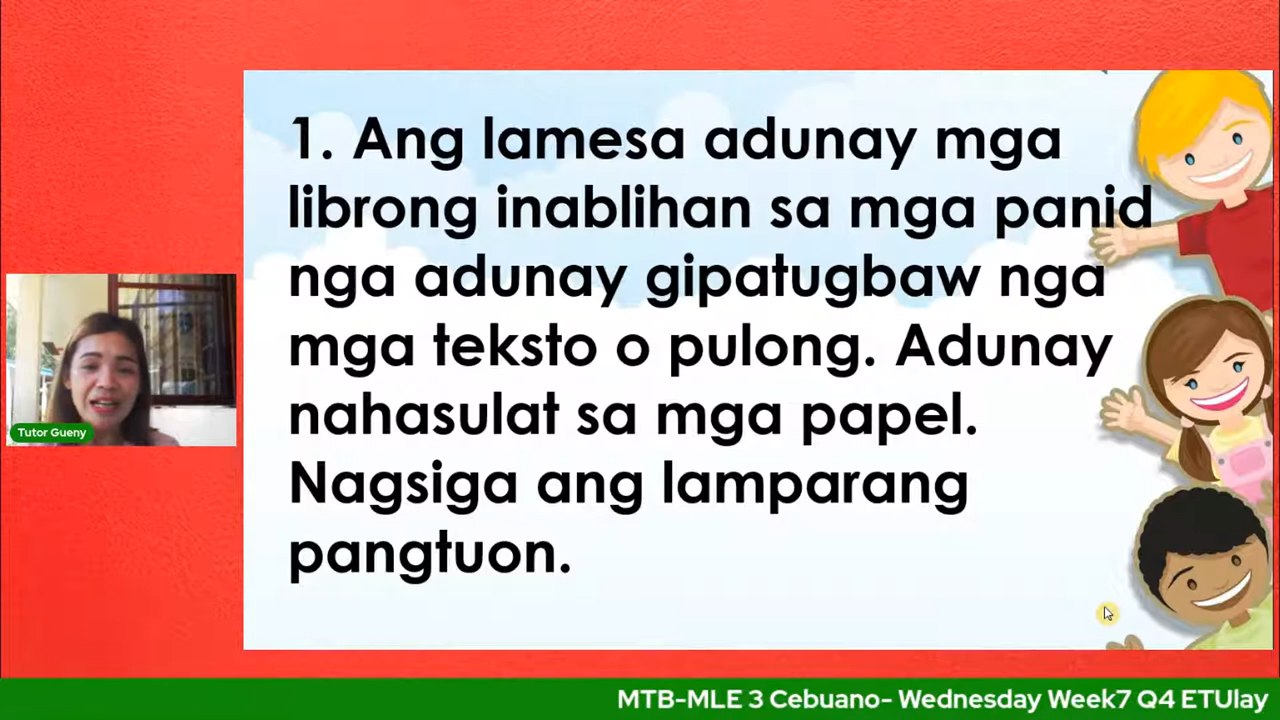 1. Ang lamesa adunay mga
librong inablihan sa mga panid
nga adunay gipatugbaw nga
mga teksto o pulong. Adunay
nahasulat sa mga papel.
Nagsiga ang lamparang
pangtuon.
Tutor Gueny
MTB-MLE 3 Cebuano- Wednesday Week7 Q4 ETUlay